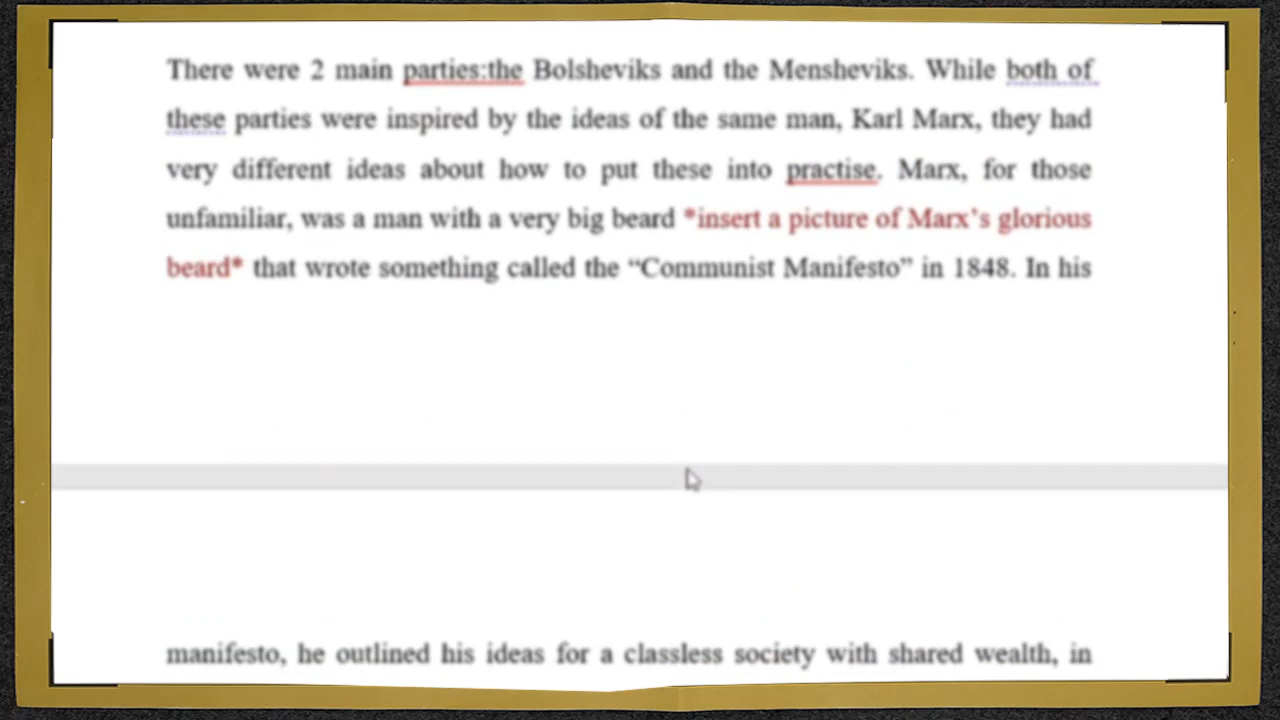 There were 2 main parties:the Bolsheviks and the Mensheviks. While both of
these parties were inspired by the ideas of the same man, Karl Marx, they had
very different ideas about how to put these into practise. Marx, for those
unfamiliar, was a man with a very big beard *insert a picture of Marx’s glorious
beard* that wrote something called the “Communist Manifesto” in 1848. In his
manifesto, he outlined his ideas for a classless society with shared wealth, in